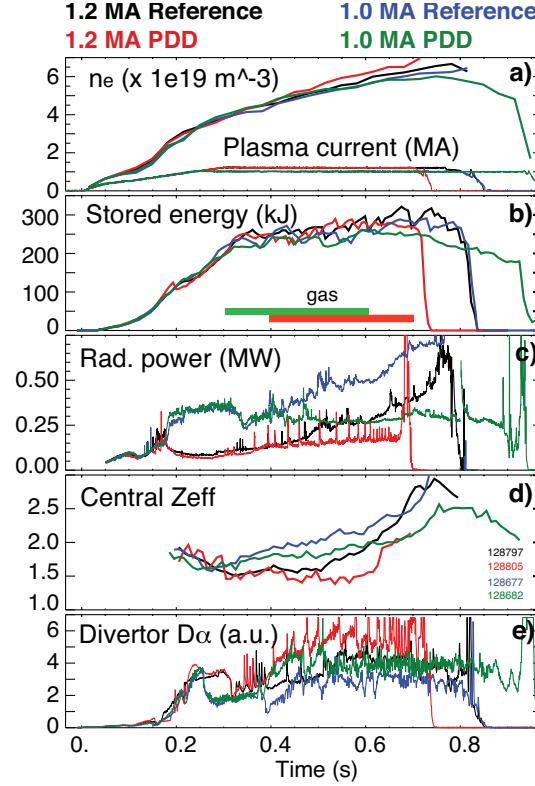 1.2 MA Reference 1.0 MA Reference
1.2 MA PDD 1.0 MA PDD
6
4
2
0
ne (x 1e19 m^-3) a)
Plasma current (MA)
300
200
100
0
Stored energy (kJ) b)
gas
0.50
0.25
0.00
Rad. power (MW) c)
2.5
2.0
1.5
1.0
Central Zeff d)
128797
128805
128677
128682
6
4
2
0
Divertor Dα (a.u.) e)
0. 0.2 0.4 0.6 0.8
Time (s)